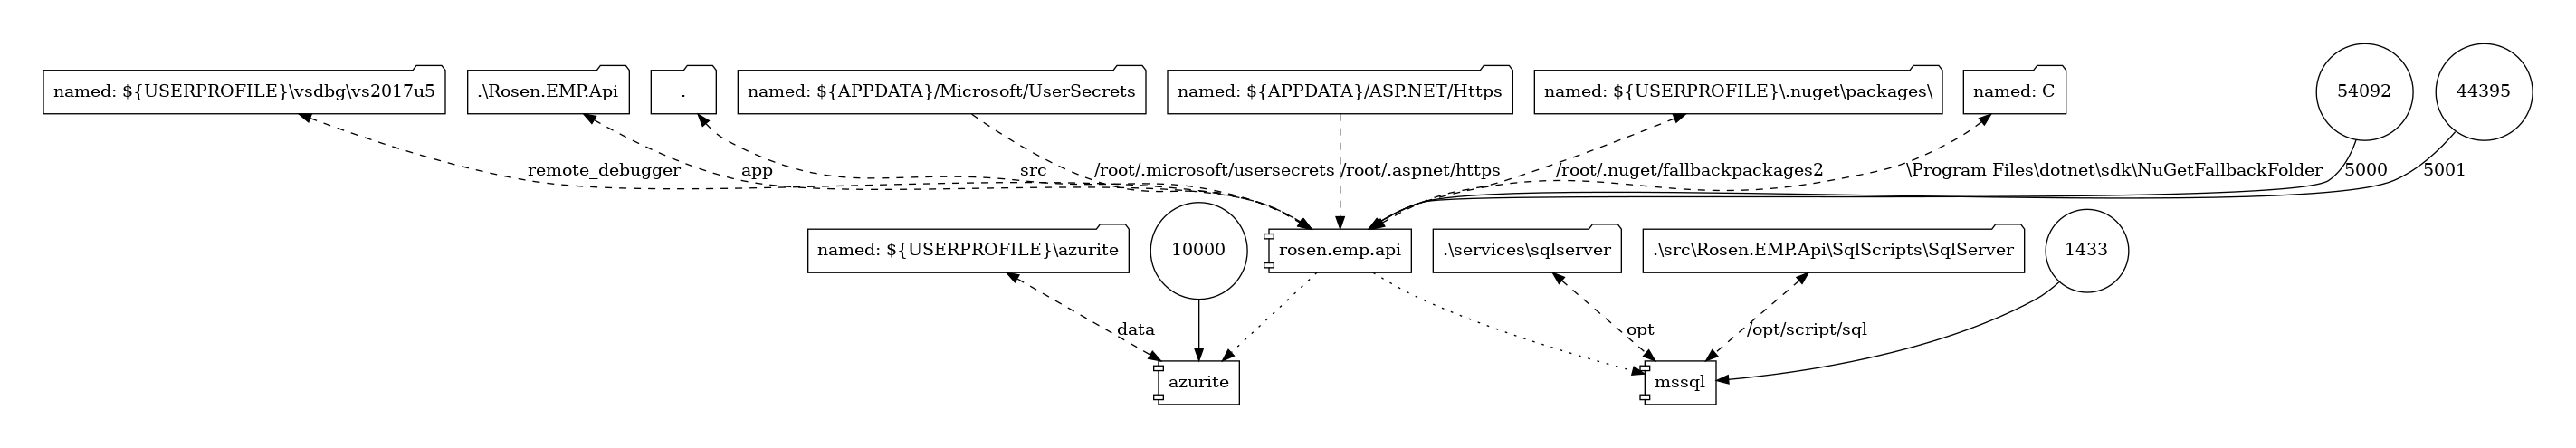 named: ${USERPROFILE}\vsdbg\vs2017u5
.\Rosen.EMP.Api
.
named: ${APPDATA}/Microsoft/UserSecrets
named: ${APPDATA}/ASP.NET/Https
named: ${USERPROFILE}\.nuget\packages\
named: C
54092
44395
remote_debugger
app
src
/root/.microsoft/usersecrets
/root/.aspnet/https
/root/.nuget/fallbackpackages2
\Program Files\dotnet\sdk\NuGetFallbackFolder
5000
5001
named: ${USERPROFILE}\azurite
10000
rosen.emp.api
.\services\sqlserver
.\src\Rosen.EMP.Api\SqlScripts\SqlServer
1433
data
opt
/opt/script/sql
azurite
mssql